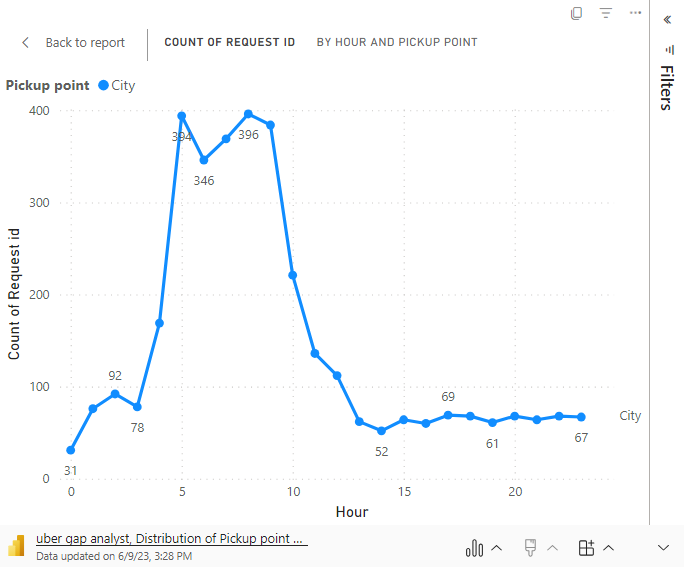 Back to report
COUNT OF REQUEST ID BY HOUR AND PICKUP POINT
Filters
Pickup point City
400
394
396
346
300
200
100
92
78
69
City
52
61
67
31
0
0 5 10 15 20
Count of Request id
Hour
uber gap analyst, Distribution of Pickup point ...
Data updated on 6/9/23, 3:28 PM